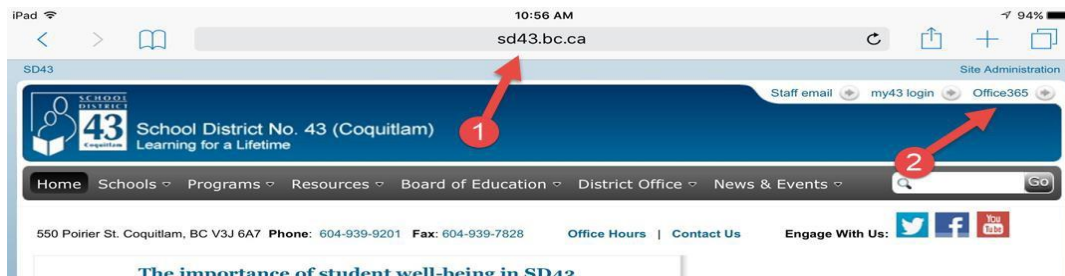 iPad 10:56 AM 94%
sd43.bc.ca
SD43 Site Administration
Staff email my43 login Office365
SCHOOL
DISTRICT
43
Coquitlam
School District No. 43 (Coquitlam)
Learning for a Lifetime
1
2
Home Schools Programs Resources Board of Education District Office News & Events Go
550 Poirier St. Coquitlam, BC V3J 6A7 Phone: 604-939-9201 Fax: 604-939-7828 Office Hours | Contact Us Engage With Us: You Tube
The importance of student well-being in SD43